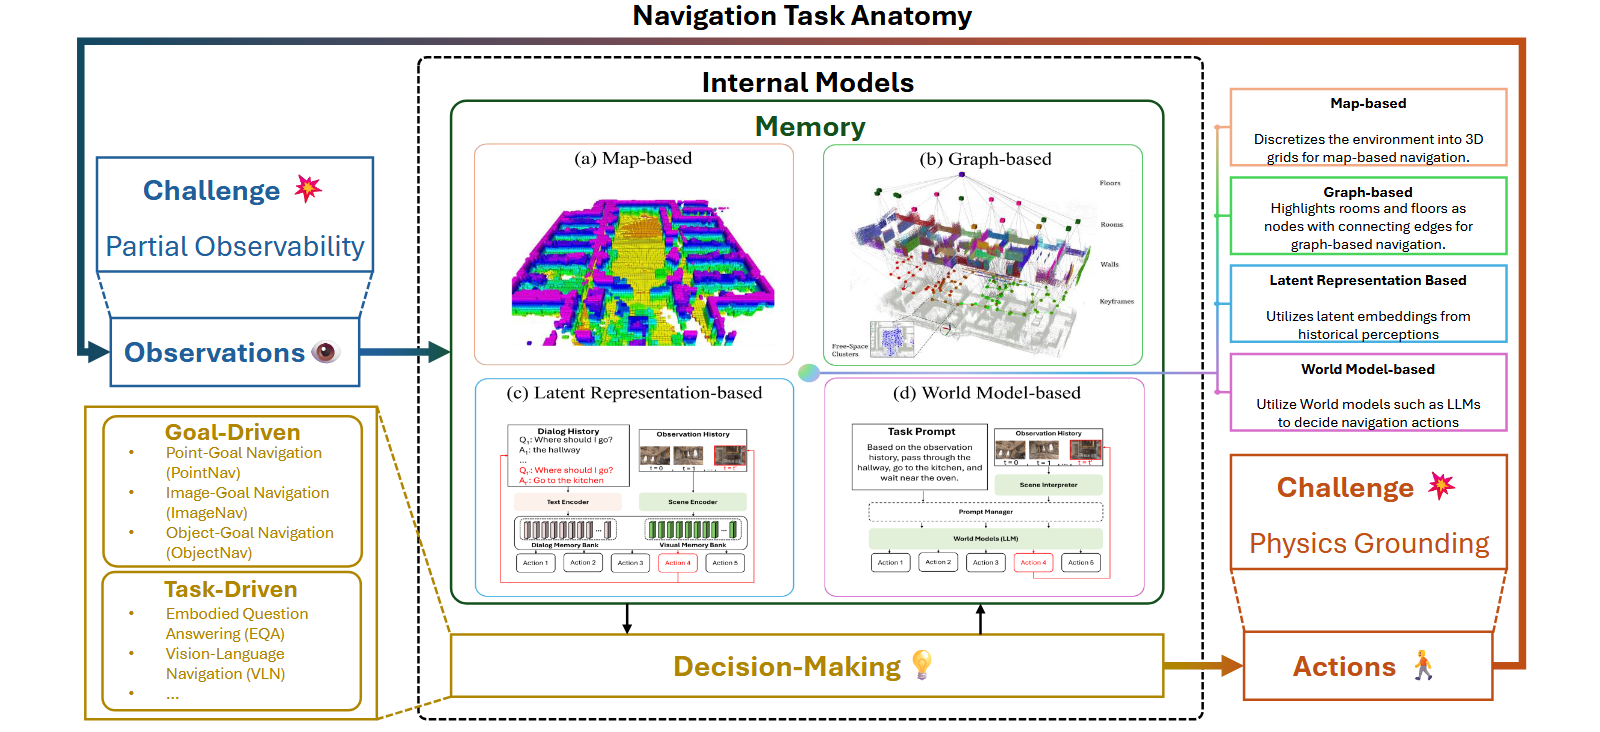 Navigation Task Anatomy
Internal Models
Memory
Challenge
Partial Observability
Observations
Goal-Driven
• Point-Goal Navigation
(PointNav)
• Image-Goal Navigation
(ImageNav)
• Object-Goal Navigation
(ObjectNav)
Task-Driven
• Embodied Question
Answering (EQA)
• Vision-Language
Navigation (VLN)
• ...
(a) Map-based
(b) Graph-based
Floors
Rooms
Walls
Keyframes
Free-Space
Clusters
(c) Latent Representation-based
Dialog History
Q₁: Where should I go?
A₁: the hallway
...
Qₜ: Where should I go?
Aₜ: Go to the kitchen
Observation History
t = 0
t = 1
t = t'
Text Encoder
Scene Encoder
...
...
Dialog Memory Bank
Visual Memory Bank
Action 1
Action 2
Action 3
Action 4
Action 5
(d) World Model-based
Task Prompt
Based on the observation
history, pass through the
hallway, go to the kitchen, and
wait near the oven.
Observation History
t = 0
t = 1
t = t'
Scene Interpreter
Prompt Manager
World Models (LLM)
Action 1
Action 2
Action 3
Action 4
Action 5
Decision-Making
Map-based
Discretizes the environment into 3D
grids for map-based navigation.
Graph-based
Highlights rooms and floors as
nodes with connecting edges for
graph-based navigation.
Latent Representation Based
Utilizes latent embeddings from
historical perceptions
World Model-based
Utilize World models such as LLMs
to decide navigation actions
Challenge
Physics Grounding
Actions